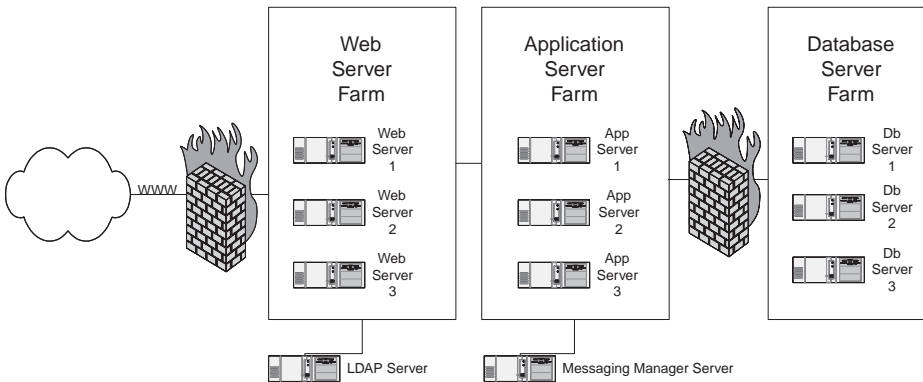 Web
Server
Farm
Application
Server
Farm
Database
Server
Farm
WWW
Web
Server
1
Web
Server
2
Web
Server
3
App
Server
1
App
Server
2
App
Server
3
Db
Server
1
Db
Server
2
Db
Server
3
LDAP Server
Messaging Manager Server